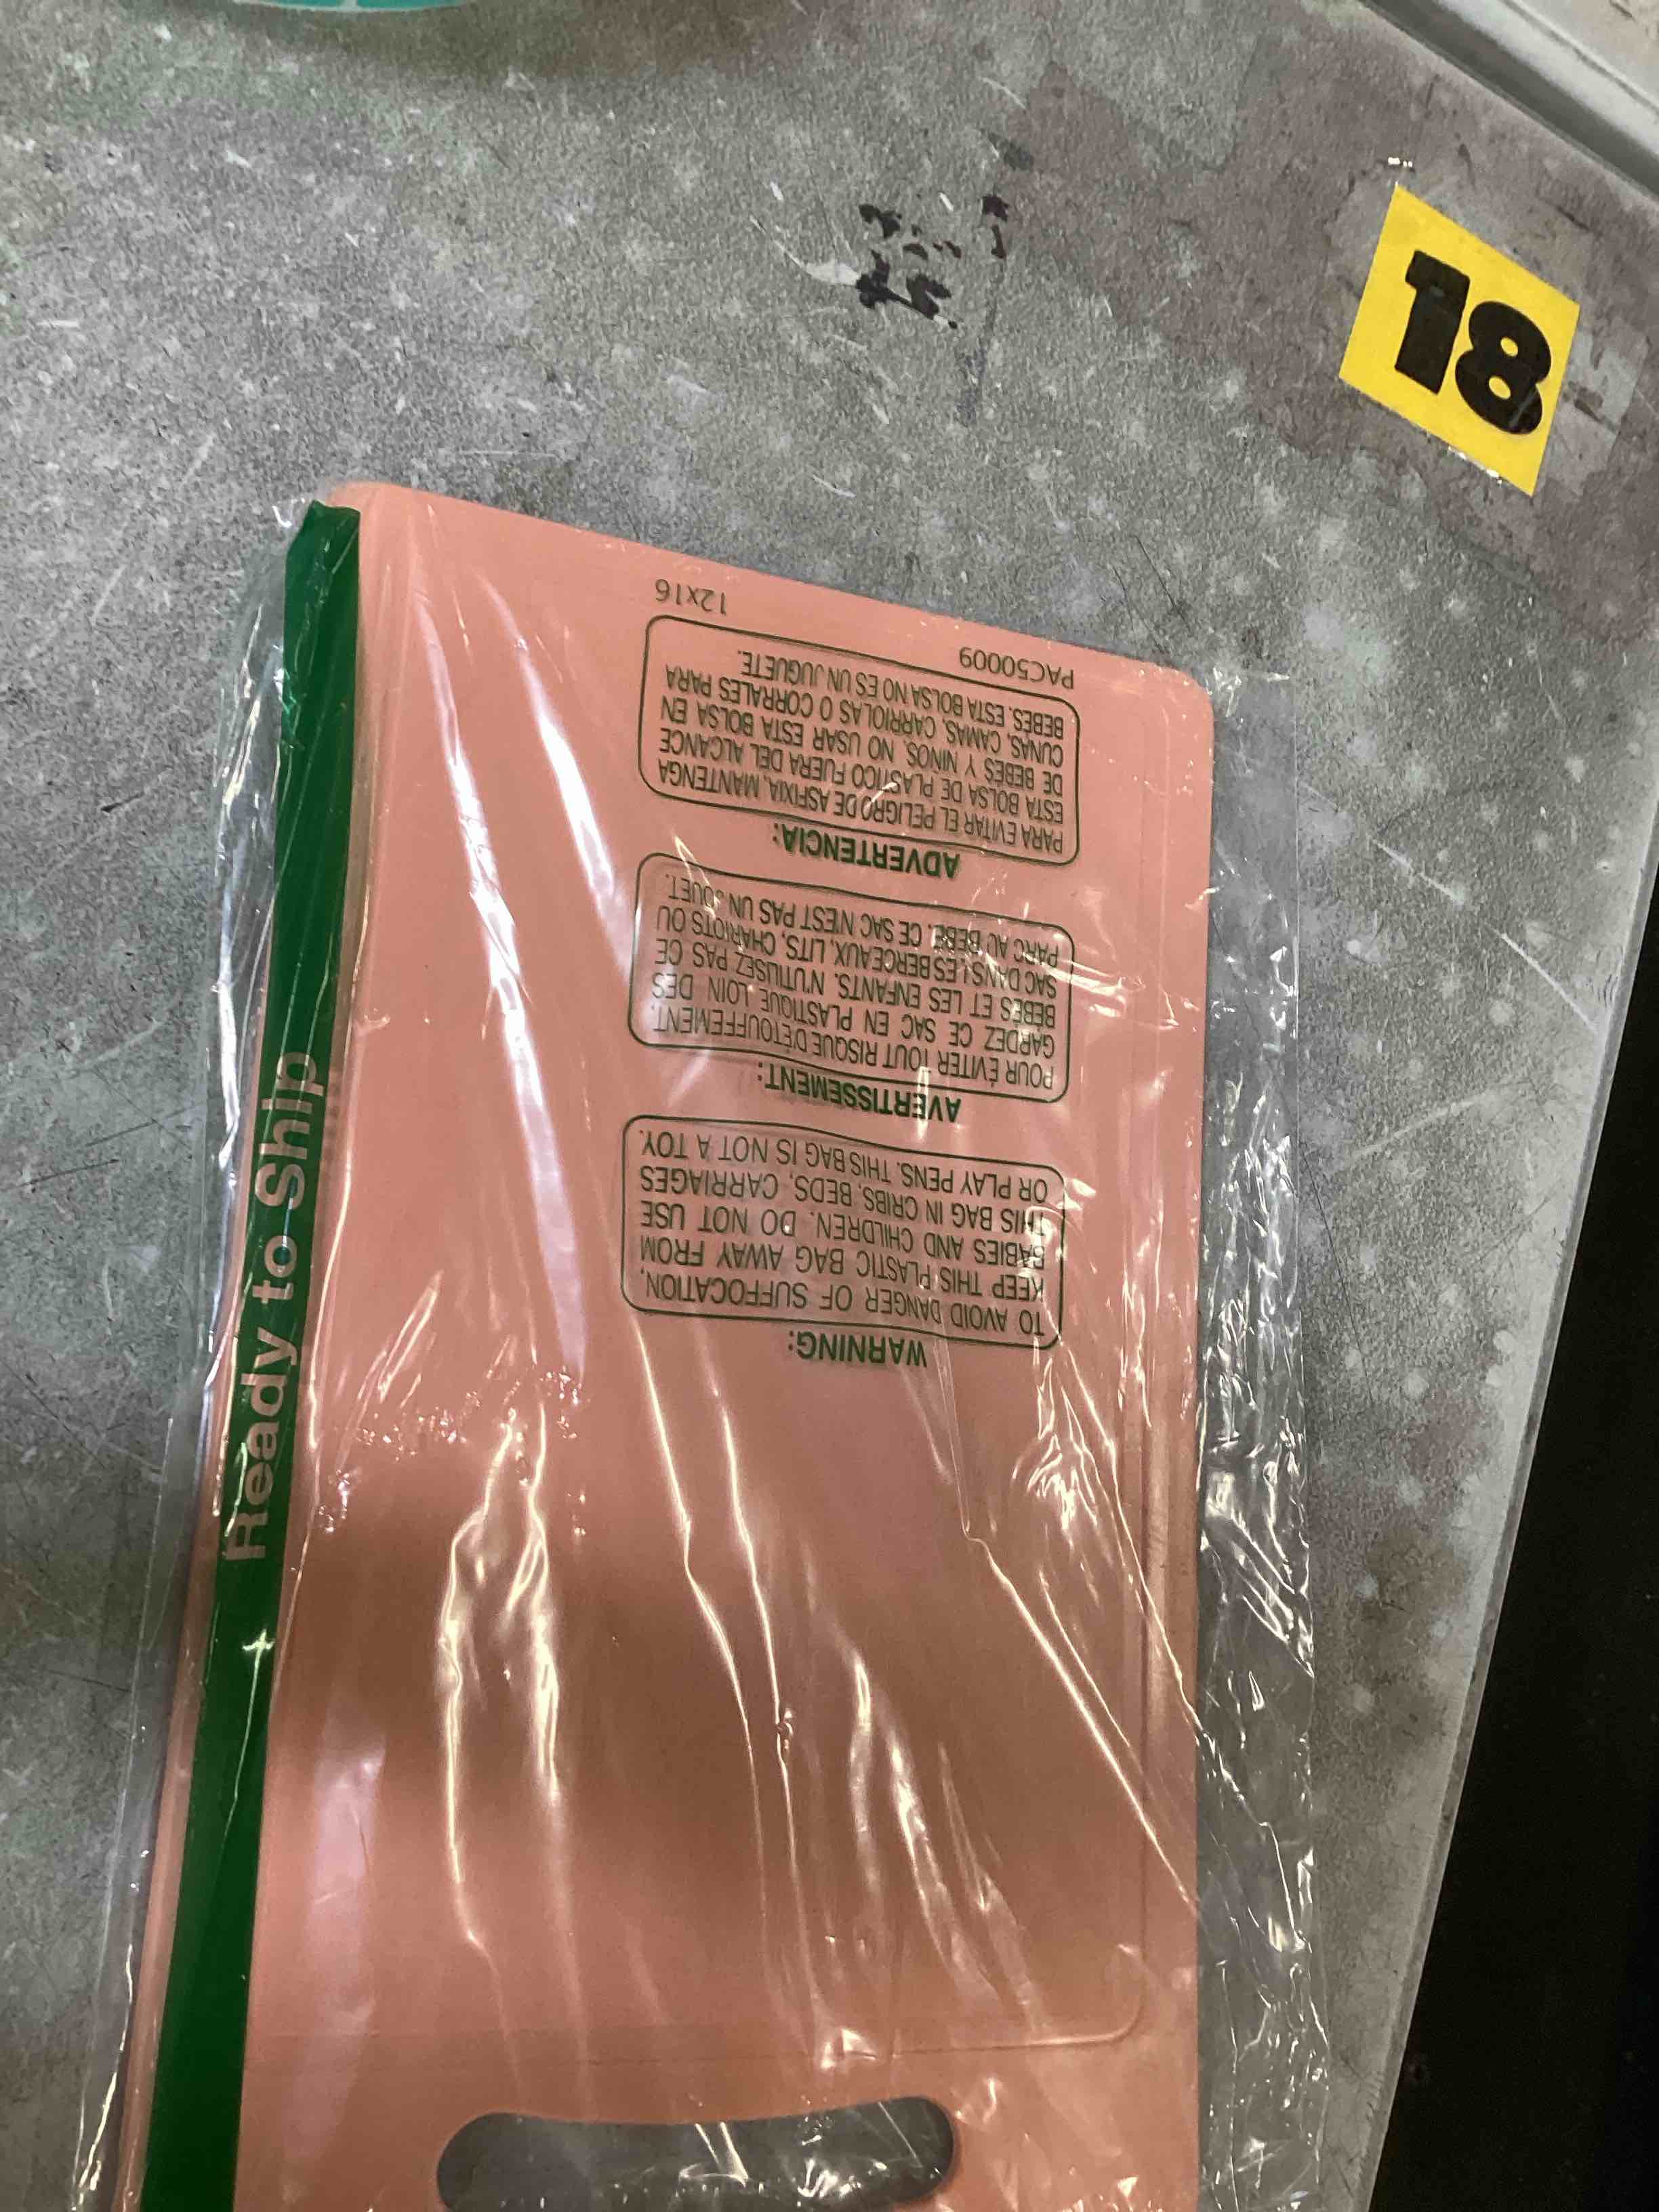 18
Ready to Ship
WARNING:
TO AVOID DANGER OF SUFFOCATION,
KEEP THIS PLASTIC BAG AWAY FROM
BABIES AND CHILDREN. DO NOT USE
THIS BAG IN CRIBS, BEDS, CARRIAGES
OR PLAY PENS. THIS BAG IS NOT A TOY.
AVERTISSEMENT:
POUR ÉVITER TOUT RISQUE D'ÉTOUFFEMENT.
GARDEZ CE SAC EN PLASTIQUE LOIN DES
BÉBÉS ET LES ENFANTS. N'UTILISEZ PAS CE
SAC DANS LES BERCEAUX, LITS, CHARIOTS OU
PARC AU BEBÉ. CE SAC N'EST PAS UN JOUET.
ADVERTENCIA:
PARA EVITAR EL PELIGRO DE ASFIXIA, MANTENGA
ESTA BOLSA DE PLASTICO FUERA DEL ALCANCE
DE BEBES Y NINOS. NO USAR ESTA BOLSA EN
CUNAS, CAMAS, CARRIOLAS O CORRALES PARA
BEBES. ESTA BOLSA NO ES UN JUGUETE.
PAC50009
12x16